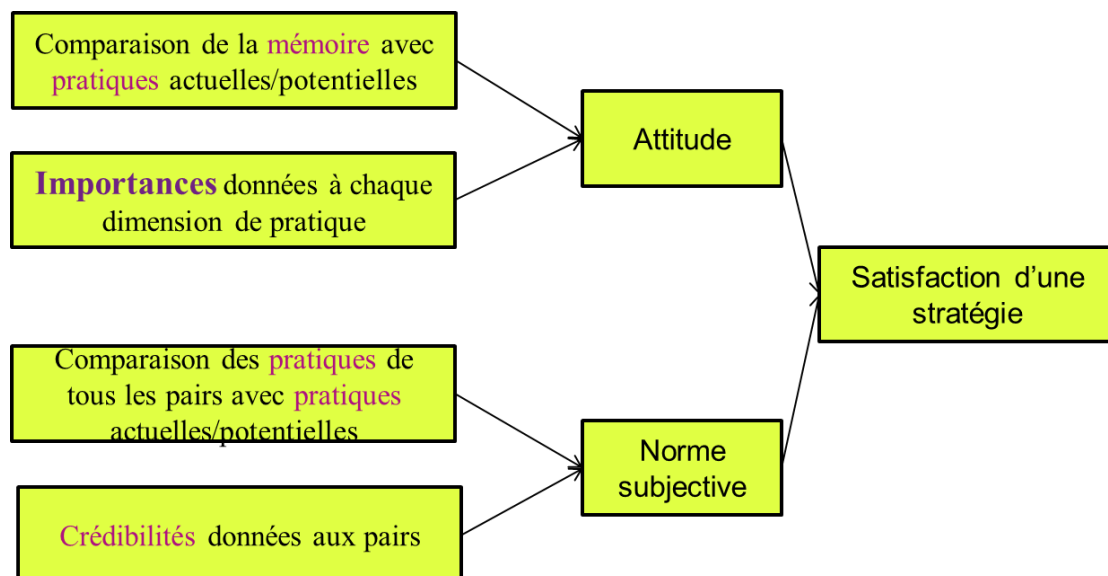 Comparaison de la mémoire avec
pratiques actuelles/potentielles
Importances données à chaque
dimension de pratique
Attitude
Satisfaction d’une
stratégie
Comparaison des pratiques de
tous les pairs avec pratiques
actuelles/potentielles
Norme
subjective
Crédibilités données aux pairs